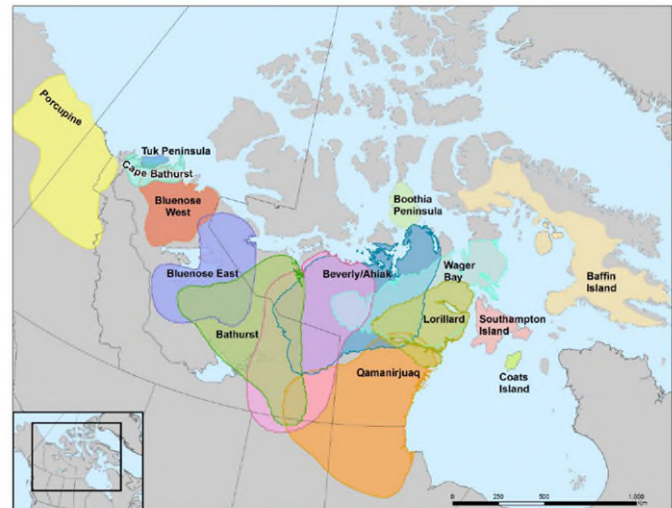 Porcupine
Tuk Peninsula
Cape Bathurst
Bluenose
West
Boothia
Peninsula
Bluenose East
Beverly/Ahiak
Wager
Bay
Baffin
Island
Bathurst
Lorillard
Southampton
Island
Qamanirjuaq
Coats
Island
0 250 500 1,000
Km